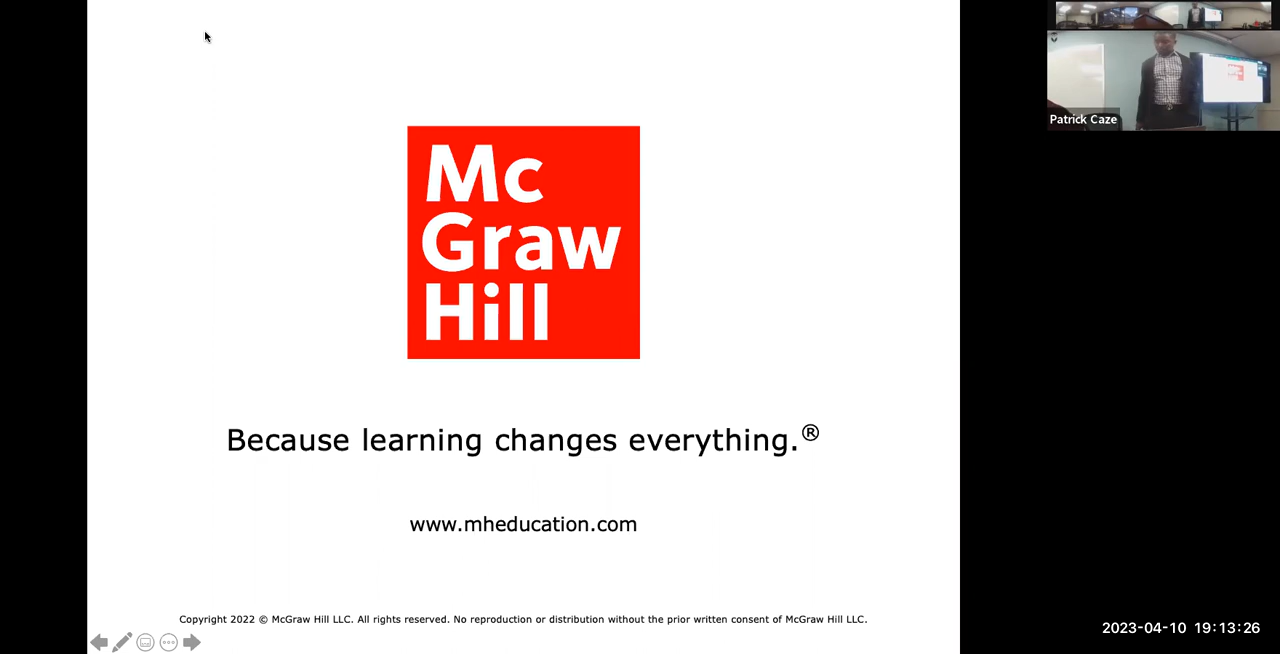 Mc
Graw
Hill
Because learning changes everything.®
www.mheducation.com
Copyright 2022 © McGraw Hill LLC. All rights reserved. No reproduction or distribution without the prior written consent of McGraw Hill LLC.
Patrick Caze
2023-04-10 19:13:26